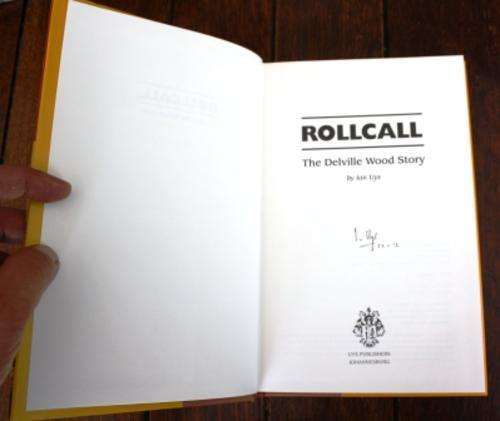 ROLLCALL
The Delville Wood Story
By Ian Uys
UYS PUBLISHERS
JOHANNESBURG